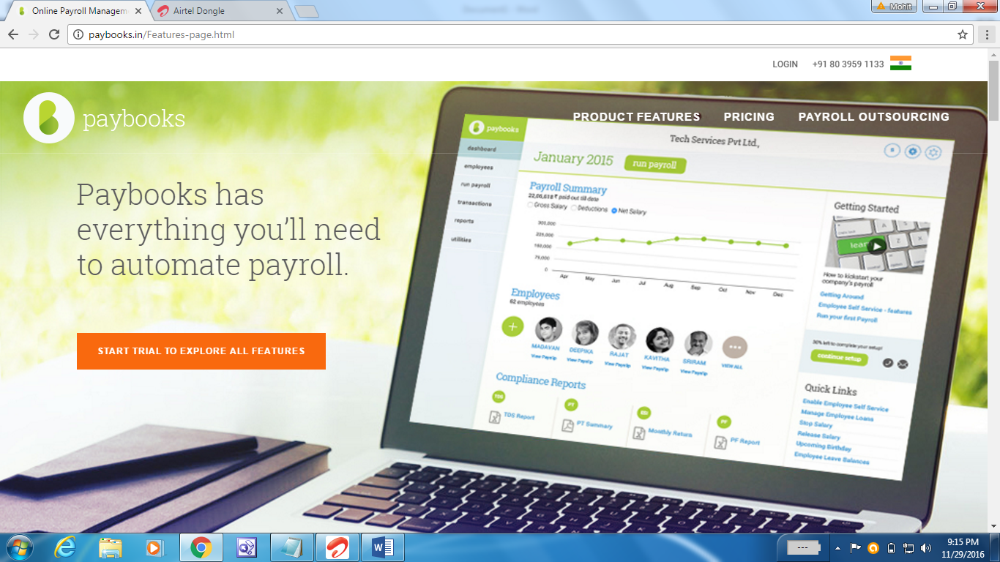 Online Payroll Managem
Airtel Dongle
Mohit
paybooks.in/Features-page.html
LOGIN +91 80 3959 1133
paybooks
PRODUCT FEATURES PRICING PAYROLL OUTSOURCING
Paybooks has
everything you'll need
to automate payroll.
START TRIAL TO EXPLORE ALL FEATURES
paybooks
Tech Services Pvt Ltd.,
dashboard
employees
run payroll
transactions
reports
utilities
January 2015 run payroll
Payroll Summary
22,06,618 ₹ paid out till date
Gross Salary Deductions Net Salary
300,000
225,000
150,000
75,000
0
Apr May Jun Jul Aug Sep Oct Nov Dec
Employees
62 employees
MADAVAN DEEPIKA RAJAT KAVITHA SRIRAM VIEW ALL
View Payslip View Payslip View Payslip View Payslip View Payslip
Compliance Reports
TDS PT PF
TDS Report PT Summary Monthly Return PF Report
Getting Started
lear
How to kickstart your
company's payroll
Getting Around
Employee Self Service - features
Run your first Payroll
30% left to complete your setup!
continue setup
Quick Links
Enable Employee Self Service
Manage Employee Loans
Stop Salary
Release Salary
Upcoming Birthday
Employee Leave Balances
9:15 PM
11/29/2016